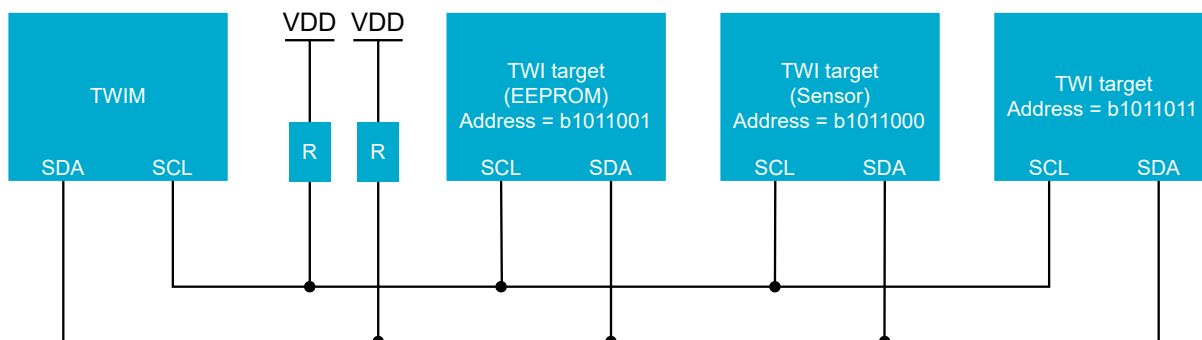 TWIM
SDA SCL
VDD VDD
R R
TWI target
(EEPROM)
Address = b1011001
SCL SDA
TWI target
(Sensor)
Address = b1011000
SCL SDA
TWI target
Address = b1011011
SCL SDA